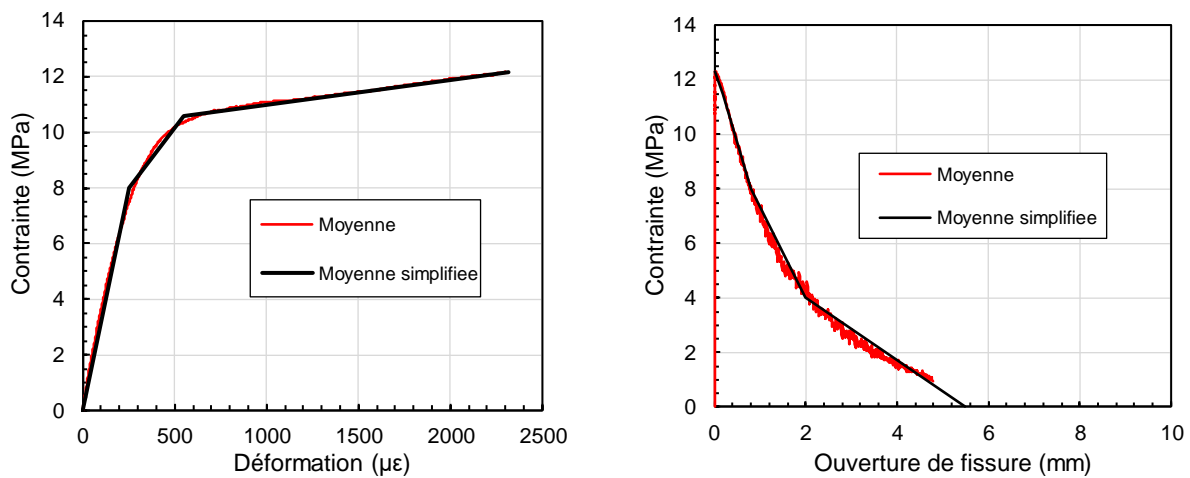 14
12
10
8
6
4
2
0
Contrainte (MPa)
Moyenne
Moyenne simplifiee
0 500 1000 1500 2000 2500
Déformation (µε)
14
12
10
8
6
4
2
0
Contrainte (MPa)
Moyenne
Moyenne simplifiee
0 2 4 6 8 10
Ouverture de fissure (mm)